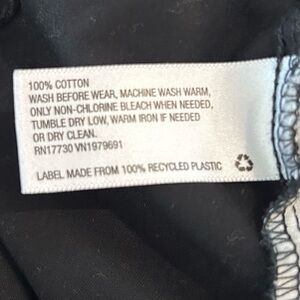 100% COTTON
WASH BEFORE WEAR, MACHINE WASH WARM,
ONLY NON-CHLORINE BLEACH WHEN NEEDED,
TUMBLE DRY LOW, WARM IRON IF NEEDED
OR DRY CLEAN.
RN17730 VN1979691
LABEL MADE FROM 100% RECYCLED PLASTIC